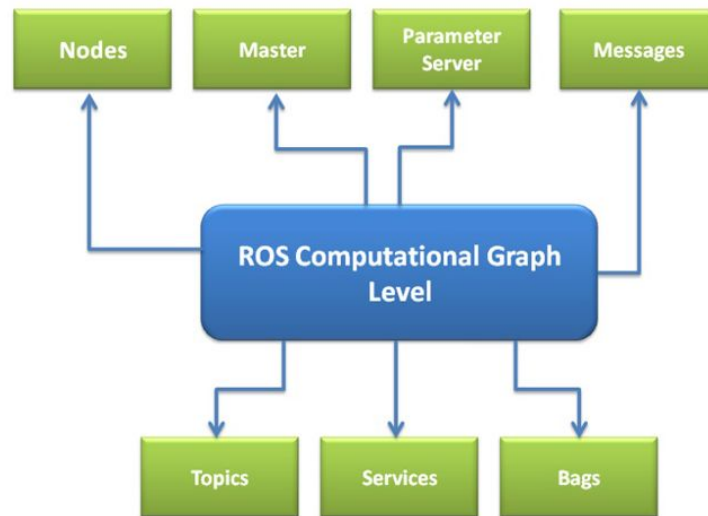 Nodes
Master
Parameter
Server
Messages
ROS Computational Graph
Level
Topics
Services
Bags